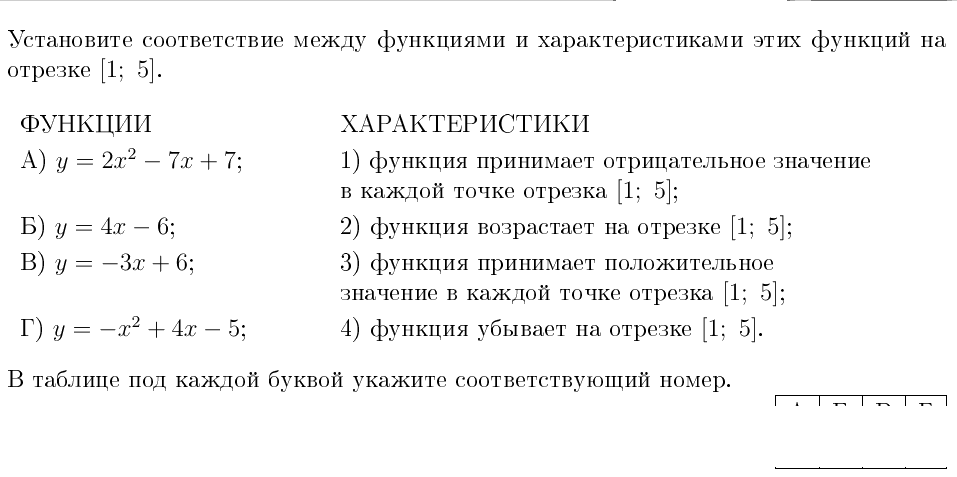 Установите соответствие между функциями и характеристиками этих функций на
отрезке [1; 5].
ФУНКЦИИ
ХАРАКТЕРИСТИКИ
А) y = 2x² − 7x + 7;
1) функция принимает отрицательное значение
в каждой точке отрезка [1; 5];
Б) y = 4x − 6;
2) функция возрастает на отрезке [1; 5];
В) y = −3x + 6;
3) функция принимает положительное
значение в каждой точке отрезка [1; 5];
Г) y = −x² + 4x − 5;
4) функция убывает на отрезке [1; 5].
В таблице под каждой буквой укажите соответствующий номер.